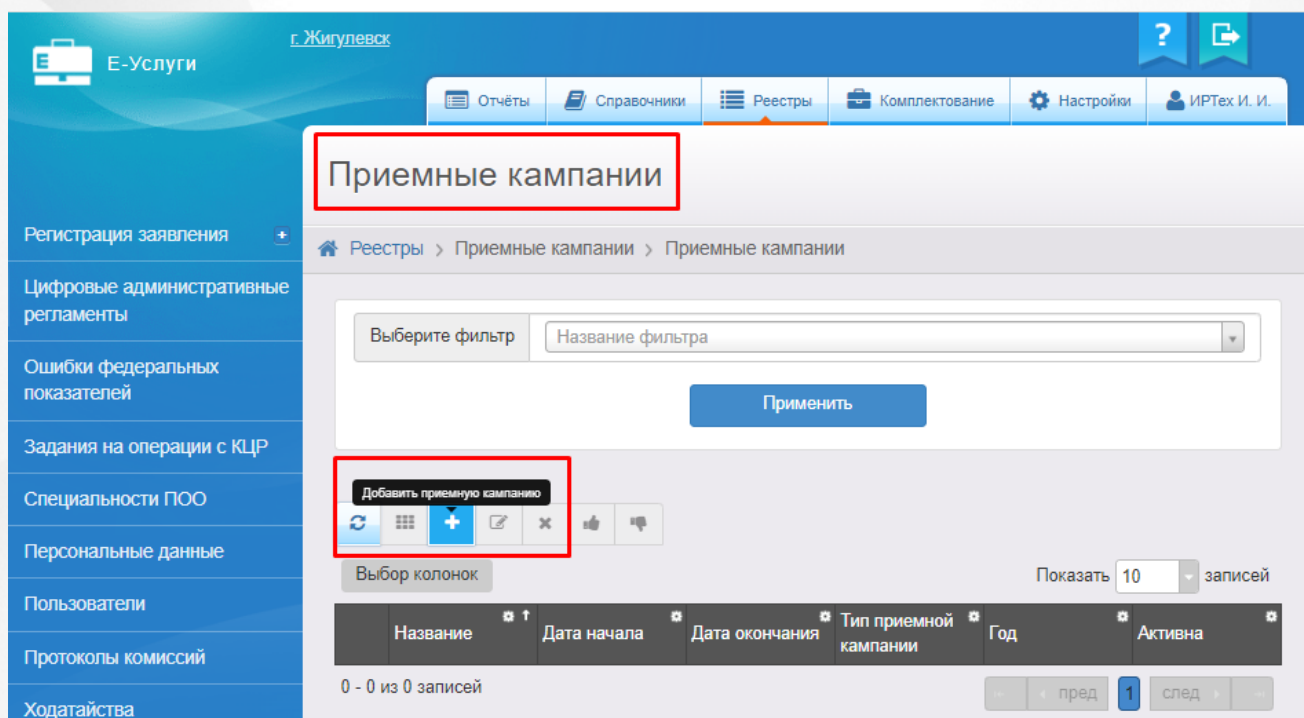 г. Жигулевск
?
E
Е-Услуги
Отчёты
Справочники
Реестры
Комплектование
Настройки
ИРТех И. И.
Приемные кампании
Регистрация заявления
Реестры > Приемные кампании > Приемные кампании
Цифровые административные
регламенты
Выберите фильтр
Название фильтра
Ошибки федеральных
показателей
Применить
Задания на операции с КЦР
Добавить приемную кампанию
Специальности ПОО
Персональные данные
Выбор колонок
Показать 10 записей
Пользователи
Название
Дата начала
Дата окончания
Тип приемной
кампании
Год
Активна
Протоколы комиссий
0 - 0 из 0 записей
пред
1
след
Ходатайства